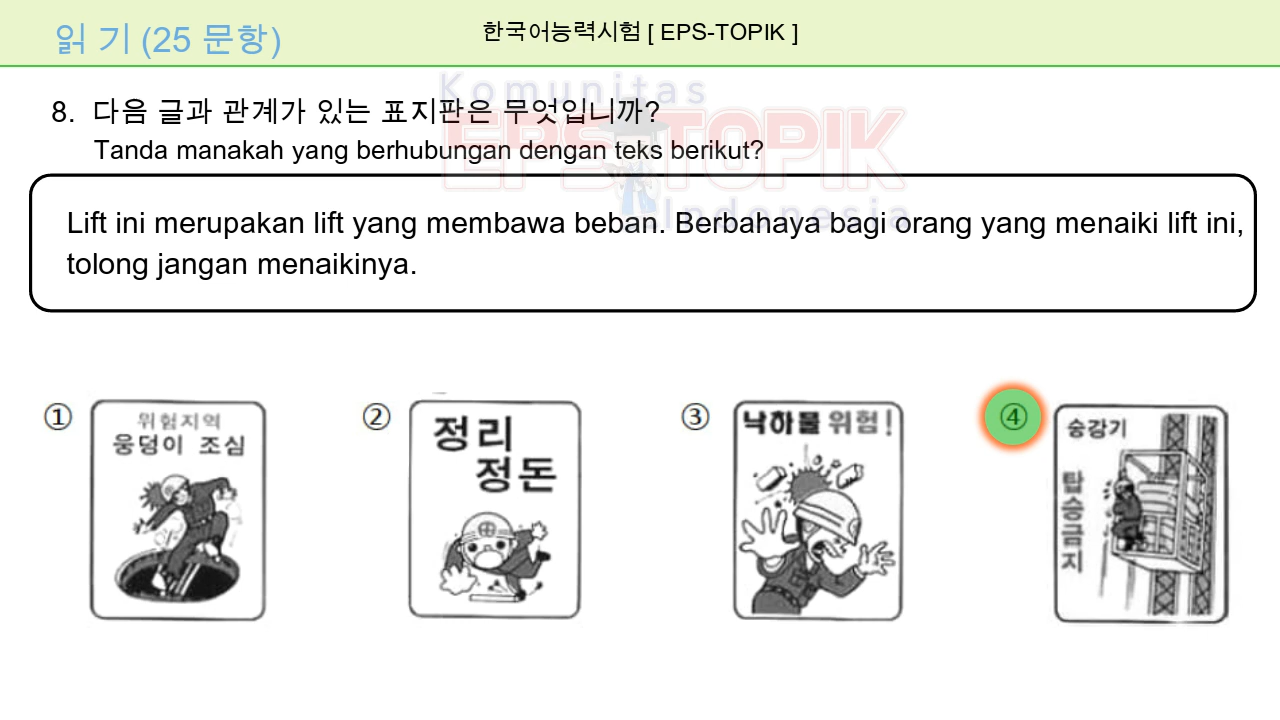 읽 기 (25 문항)
한국어능력시험 [ EPS-TOPIK ]
Komunitas
EPS-TOPIK
Indonesia
8. 다음 글과 관계가 있는 표지판은 무엇입니까?
Tanda manakah yang berhubungan dengan teks berikut?
Lift ini merupakan lift yang membawa beban. Berbahaya bagi orang yang menaiki lift ini,
tolong jangan menaikinya.
①
위험지역
웅덩이 조심
②
정리
정돈
③
낙하물 위험!
④
승강기
탑승금지